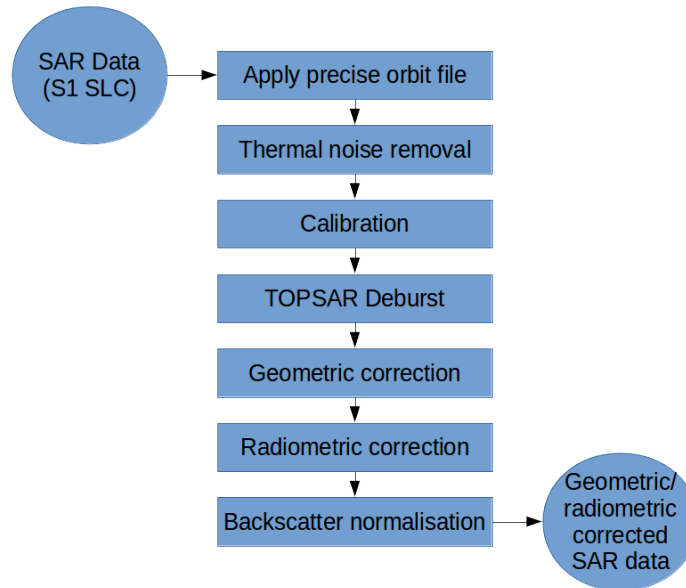 SAR Data
(S1 SLC)
Apply precise orbit file
Thermal noise removal
Calibration
TOPSAR Deburst
Geometric correction
Radiometric correction
Backscatter normalisation
Geometric/
radiometric
corrected
SAR data